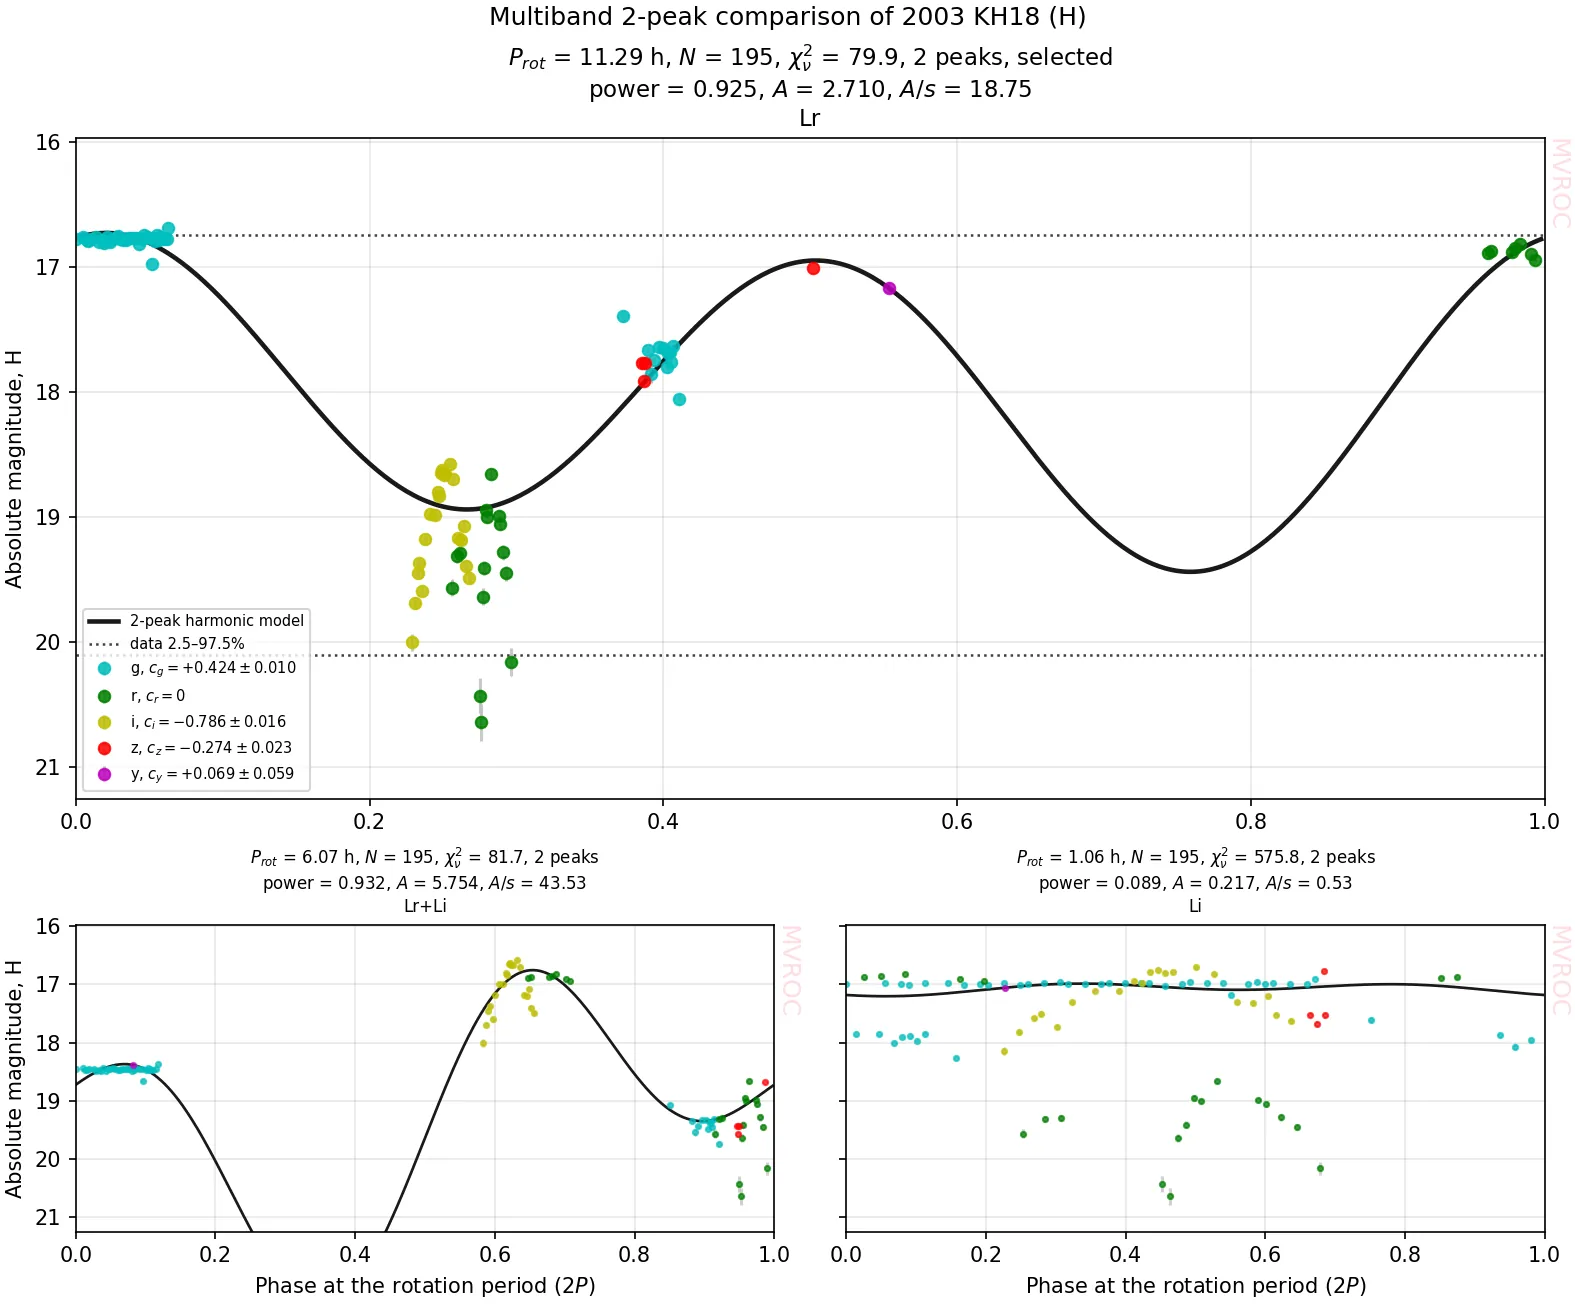 Multiband 2-peak comparison of 2003 KH18 (H)
P_rot = 11.29 h, N = 195, χ²_ν = 79.9, 2 peaks, selected
power = 0.925, A = 2.710, A/s = 18.75
Lr
MVROC
16
17
18
19
20
21
Absolute magnitude, H
2-peak harmonic model
data 2.5–97.5%
g, c_g = +0.424 ± 0.010
r, c_r = 0
i, c_i = −0.786 ± 0.016
z, c_z = −0.274 ± 0.023
y, c_y = +0.069 ± 0.059
0.0 0.2 0.4 0.6 0.8 1.0
P_rot = 6.07 h, N = 195, χ²_ν = 81.7, 2 peaks
power = 0.932, A = 5.754, A/s = 43.53
Lr+Li
MVROC
16
17
18
19
20
21
Absolute magnitude, H
0.0 0.2 0.4 0.6 0.8 1.0
Phase at the rotation period (2P)
P_rot = 1.06 h, N = 195, χ²_ν = 575.8, 2 peaks
power = 0.089, A = 0.217, A/s = 0.53
Li
MVROC
0.0 0.2 0.4 0.6 0.8 1.0
Phase at the rotation period (2P)